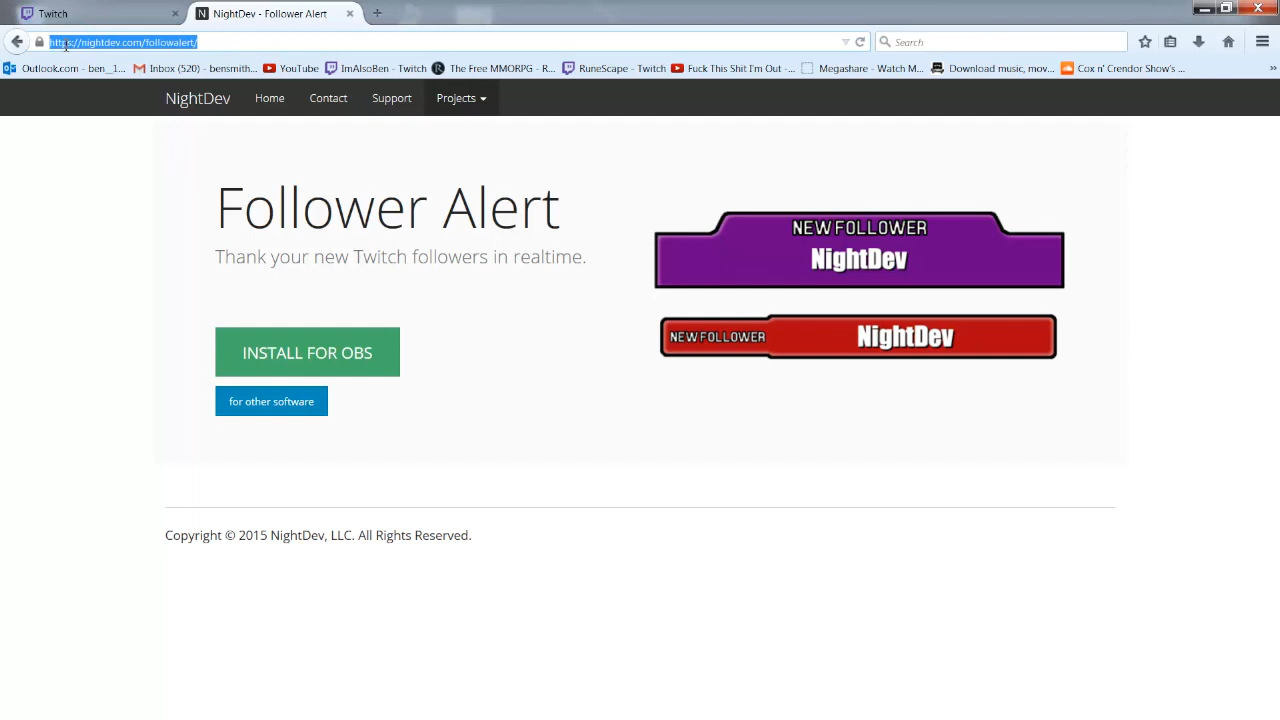 Twitch
NightDev - Follower Alert
https://nightdev.com/followalert/
Search
Outlook.com - ben__1...
Inbox (520) - bensmith...
YouTube
ImAlsoBen - Twitch
The Free MMORPG - R...
RuneScape - Twitch
Fuck This Shit I'm Out -...
Megashare - Watch M...
Download music, mov...
Cox n' Crendor Show's ...
NightDev
Home
Contact
Support
Projects
Follower Alert
Thank your new Twitch followers in realtime.
INSTALL FOR OBS
for other software
NEW FOLLOWER
NightDev
NEW FOLLOWER
NightDev
Copyright © 2015 NightDev, LLC. All Rights Reserved.